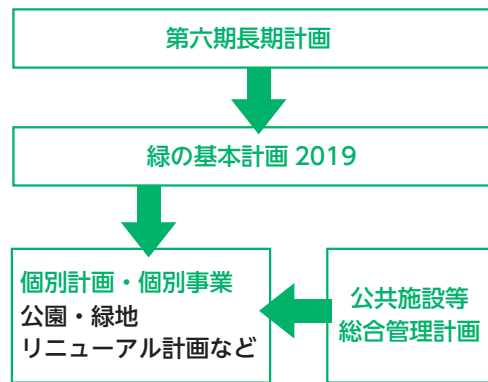 第六期長期計画
緑の基本計画 2019
個別計画・個別事業
公園・緑地
リニューアル計画など
公共施設等
総合管理計画